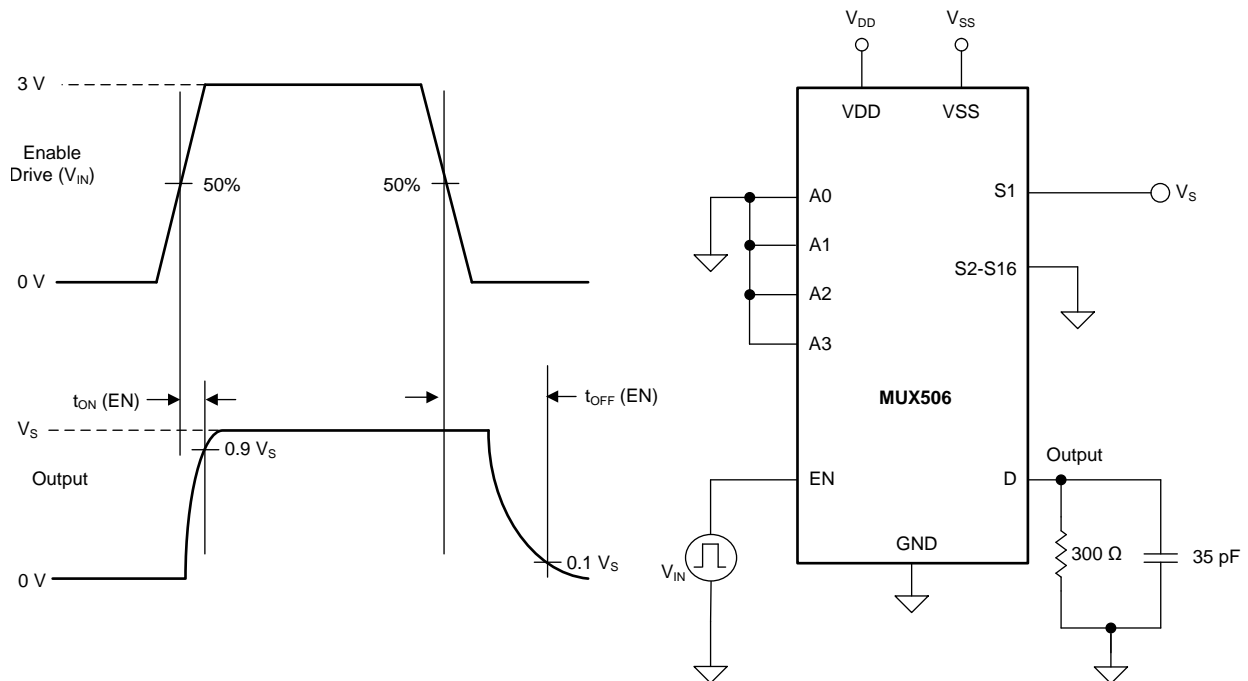 3 V
Enable
Drive (VIN)
50%
50%
0 V
tON (EN)
tOFF (EN)
VS
0.9 VS
Output
0.1 VS
0 V
VDD
VSS
VDD
VSS
A0
A1
A2
A3
S1
VS
S2-S16
MUX506
Output
EN
D
GND
VIN
300 Ω
35 pF